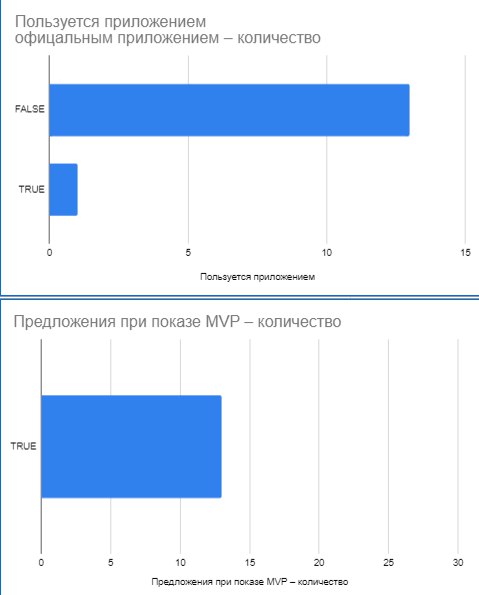 Пользуется приложением
офицальным приложением – количество
FALSE
TRUE
0 5 10 15
Пользуется приложением
Предложения при показе MVP – количество
TRUE
0 5 10 15 20 25 30
Предложения при показе MVP – количество